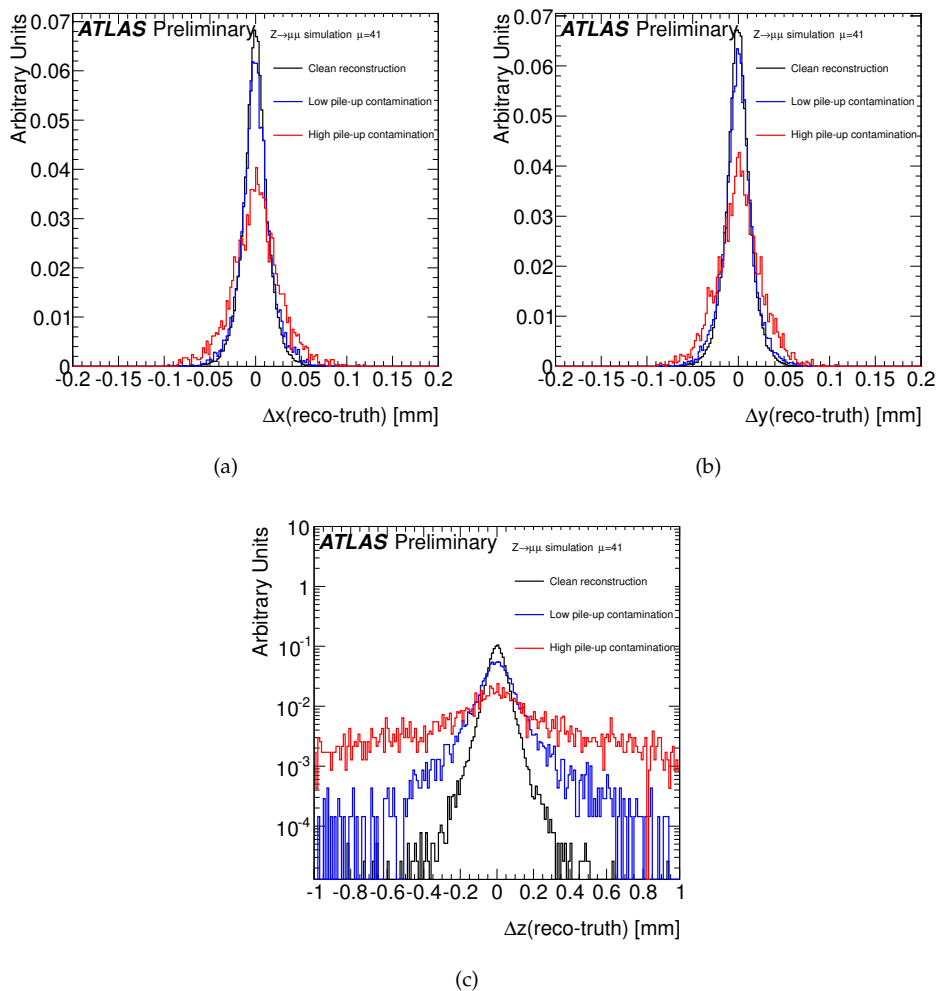 ATLAS Preliminary
Z→μμ simulation μ=41
Clean reconstruction
Low pile-up contamination
High pile-up contamination
Arbitrary Units
0.07
0.06
0.05
0.04
0.03
0.02
0.01
0
-0.2 -0.15 -0.1 -0.05 0 0.05 0.1 0.15 0.2
Δx(reco-truth) [mm]
(a)
ATLAS Preliminary
Z→μμ simulation μ=41
Clean reconstruction
Low pile-up contamination
High pile-up contamination
Arbitrary Units
0.07
0.06
0.05
0.04
0.03
0.02
0.01
0
-0.2 -0.15 -0.1 -0.05 0 0.05 0.1 0.15 0.2
Δy(reco-truth) [mm]
(b)
ATLAS Preliminary
Z→μμ simulation μ=41
Clean reconstruction
Low pile-up contamination
High pile-up contamination
Arbitrary Units
10
1
10⁻¹
10⁻²
10⁻³
10⁻⁴
-1 -0.8 -0.6 -0.4 -0.2 0 0.2 0.4 0.6 0.8 1
Δz(reco-truth) [mm]
(c)